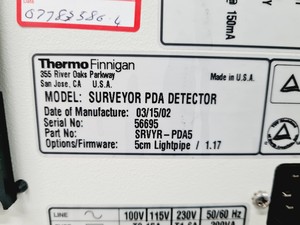 @ 150mA
Thermo Finnigan
355 River Oaks Parkway
San Jose, CA U.S.A.
Made in U.S.A.
MODEL: SURVEYOR PDA DETECTOR
Date of Manufacture: 03/15/02
Serial No. 56695
Part No. SRVYR-PDA5
Options/Firmware: 5cm Lightpipe / 1.17
LINE 100V 115V 230V 50/60 Hz